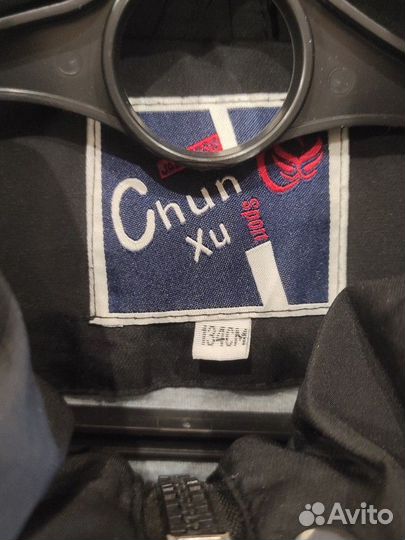 Chun
xu
sport
134CM
Avito